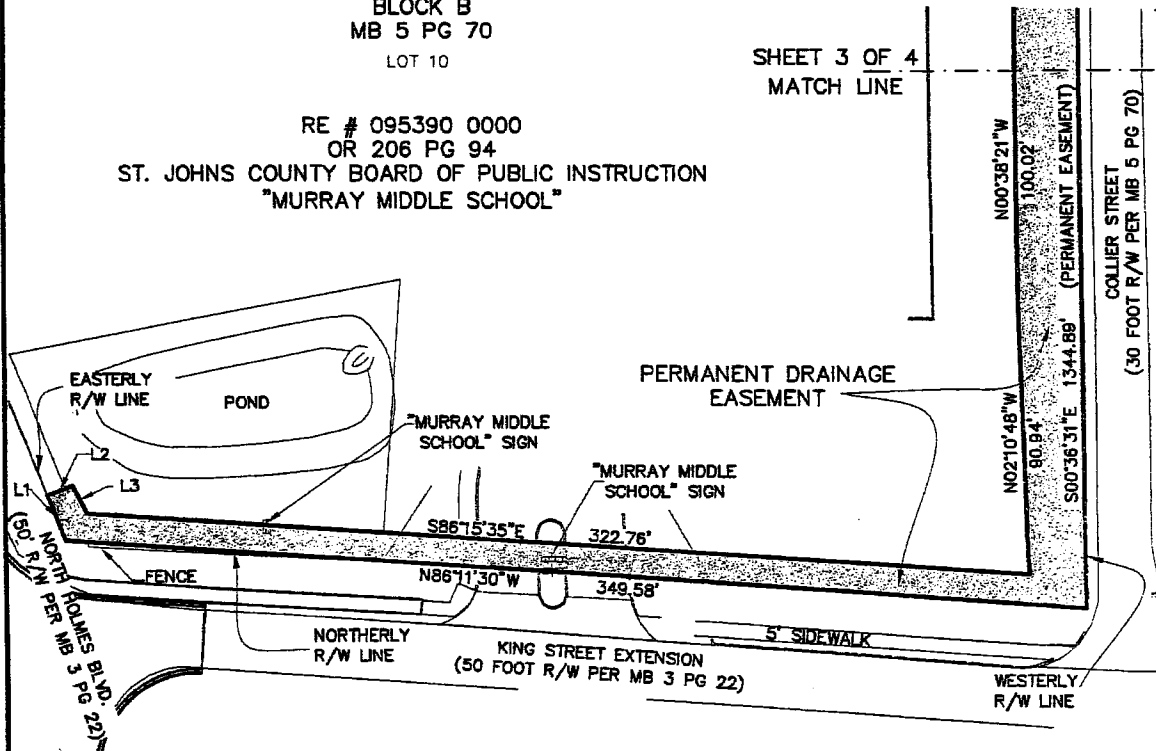 BLOCK B
MB 5 PG 70
LOT 10
SHEET 3 OF 4
MATCH LINE
RE # 095390 0000
OR 206 PG 94
ST. JOHNS COUNTY BOARD OF PUBLIC INSTRUCTION
"MURRAY MIDDLE SCHOOL"
N00°38'21"W
100.02'
(PERMANENT EASEMENT)
S00°36'31"E 1344.89'
COLLIER STREET
(30 FOOT R/W PER MB 5 PG 70)
PERMANENT DRAINAGE
EASEMENT
N02°10'48"W
90.94'
EASTERLY
R/W LINE
POND
"MURRAY MIDDLE
SCHOOL" SIGN
"MURRAY MIDDLE
SCHOOL" SIGN
L2
L1
L3
S86°15'35"E
322.76'
N86°11'30"W
349.58'
FENCE
NORTH HOLMES BLVD.
(50' R/W PER MB 3 PG 22)
NORTHERLY
R/W LINE
5' SIDEWALK
KING STREET EXTENSION
(50 FOOT R/W PER MB 3 PG 22)
WESTERLY
R/W LINE